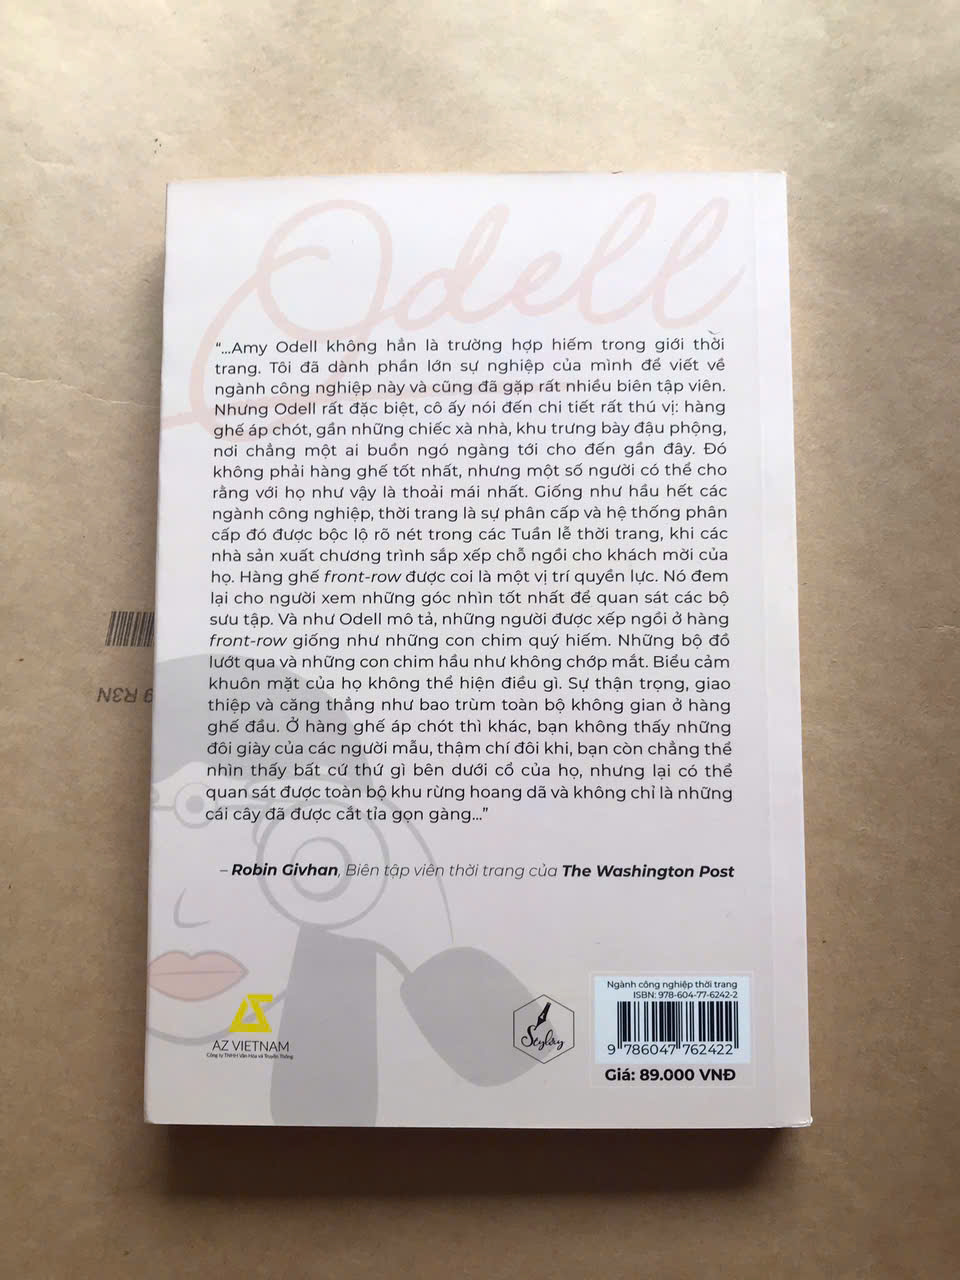 Odell
“...Amy Odell không hẳn là trường hợp hiếm trong giới thời
trang. Tôi đã dành phần lớn sự nghiệp của mình để viết về
ngành công nghiệp này và cũng đã gặp rất nhiều biên tập viên.
Nhưng Odell rất đặc biệt, cô ấy nói đến chi tiết rất thú vị: hàng
ghế áp chót, gần những chiếc xà nhà, khu trưng bày đậu phộng,
nơi chẳng một ai buồn ngó ngàng tới cho đến gần đây. Đó
không phải hàng ghế tốt nhất, nhưng một số người có thể cho
rằng với họ như vậy là thoải mái nhất. Giống như hầu hết các
ngành công nghiệp, thời trang là sự phân cấp và hệ thống phân
cấp đó được bộc lộ rõ nét trong các Tuần lễ thời trang, khi các
nhà sản xuất chương trình sắp xếp chỗ ngồi cho khách mời của
họ. Hàng ghế front-row được coi là một vị trí quyền lực. Nó đem
lại cho người xem những góc nhìn tốt nhất để quan sát các bộ
sưu tập. Và như Odell mô tả, những người được xếp ngồi ở hàng
front-row giống như những con chim quý hiếm. Những bộ đồ
lướt qua và những con chim hầu như không chớp mắt. Biểu cảm
khuôn mặt của họ không thể hiện điều gì. Sự thận trọng, giao
thiệp và căng thẳng như bao trùm toàn bộ không gian ở hàng
ghế đầu. Ở hàng ghế áp chót thì khác, bạn không thấy những
đôi giày của các người mẫu, thậm chí đôi khi, bạn còn chẳng thể
nhìn thấy bất cứ thứ gì bên dưới cổ của họ, nhưng lại có thể
quan sát được toàn bộ khu rừng hoang dã và không chỉ là những
cái cây đã được cắt tỉa gọn gàng...”
– Robin Givhan, Biên tập viên thời trang của The Washington Post
AZ VIETNAM
Công ty TNHH Văn Hóa và Truyền Thông
Styláry
Ngành công nghiệp thời trang
ISBN: 978-604-77-6242-2
9 786047 762422
Giá: 89.000 VNĐ
9 R3N